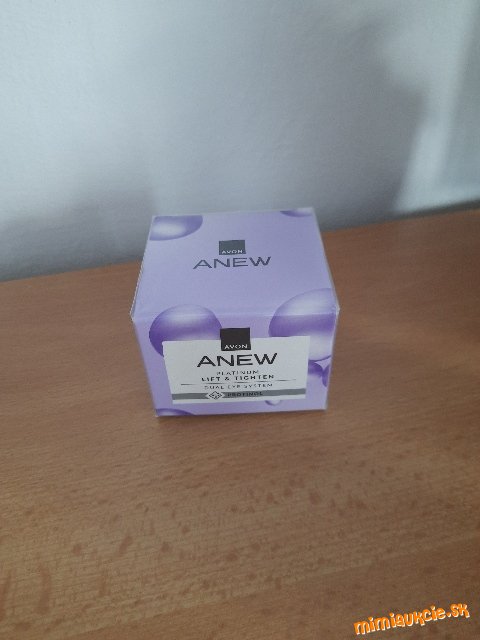 AVON
ANEW
AVON
ANEW
PLATINUM
LIFT & TIGHTEN
DUAL EYE SYSTEM
PROTINOL
mimiaukcie.sk